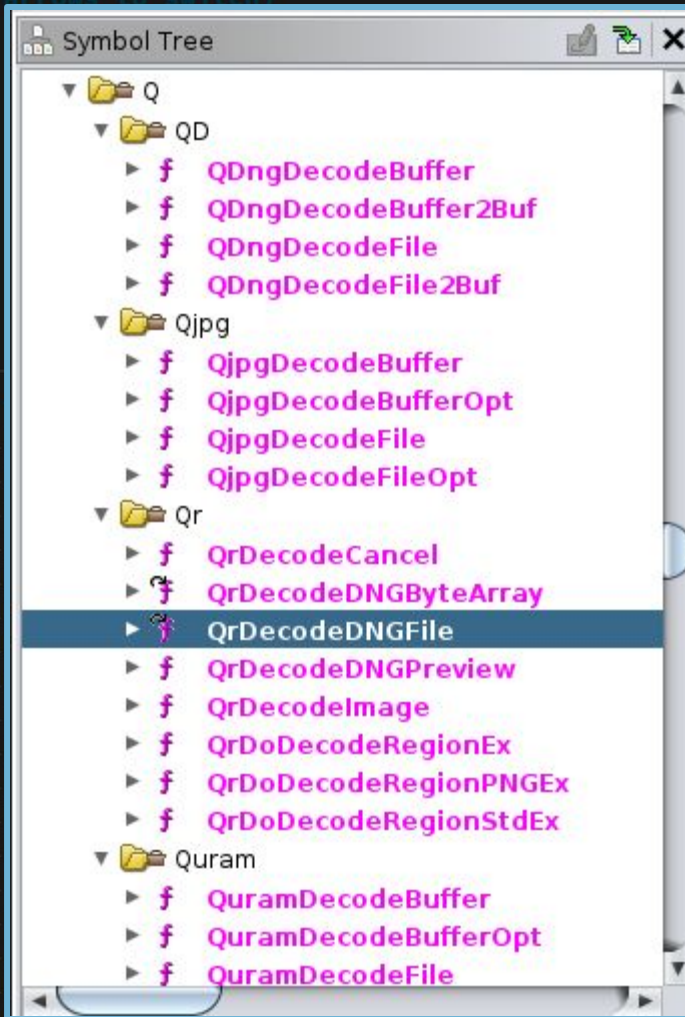 Symbol Tree
Q
QD
QDngDecodeBuffer
QDngDecodeBuffer2Buf
QDngDecodeFile
QDngDecodeFile2Buf
Qjpg
QjpgDecodeBuffer
QjpgDecodeBufferOpt
QjpgDecodeFile
QjpgDecodeFileOpt
Qr
QrDecodeCancel
QrDecodeDNGByteArray
QrDecodeDNGFile
QrDecodeDNGPreview
QrDecodeImage
QrDoDecodeRegionEx
QrDoDecodeRegionPNGEx
QrDoDecodeRegionStdEx
Quram
QuramDecodeBuffer
QuramDecodeBufferOpt
QuramDecodeFile